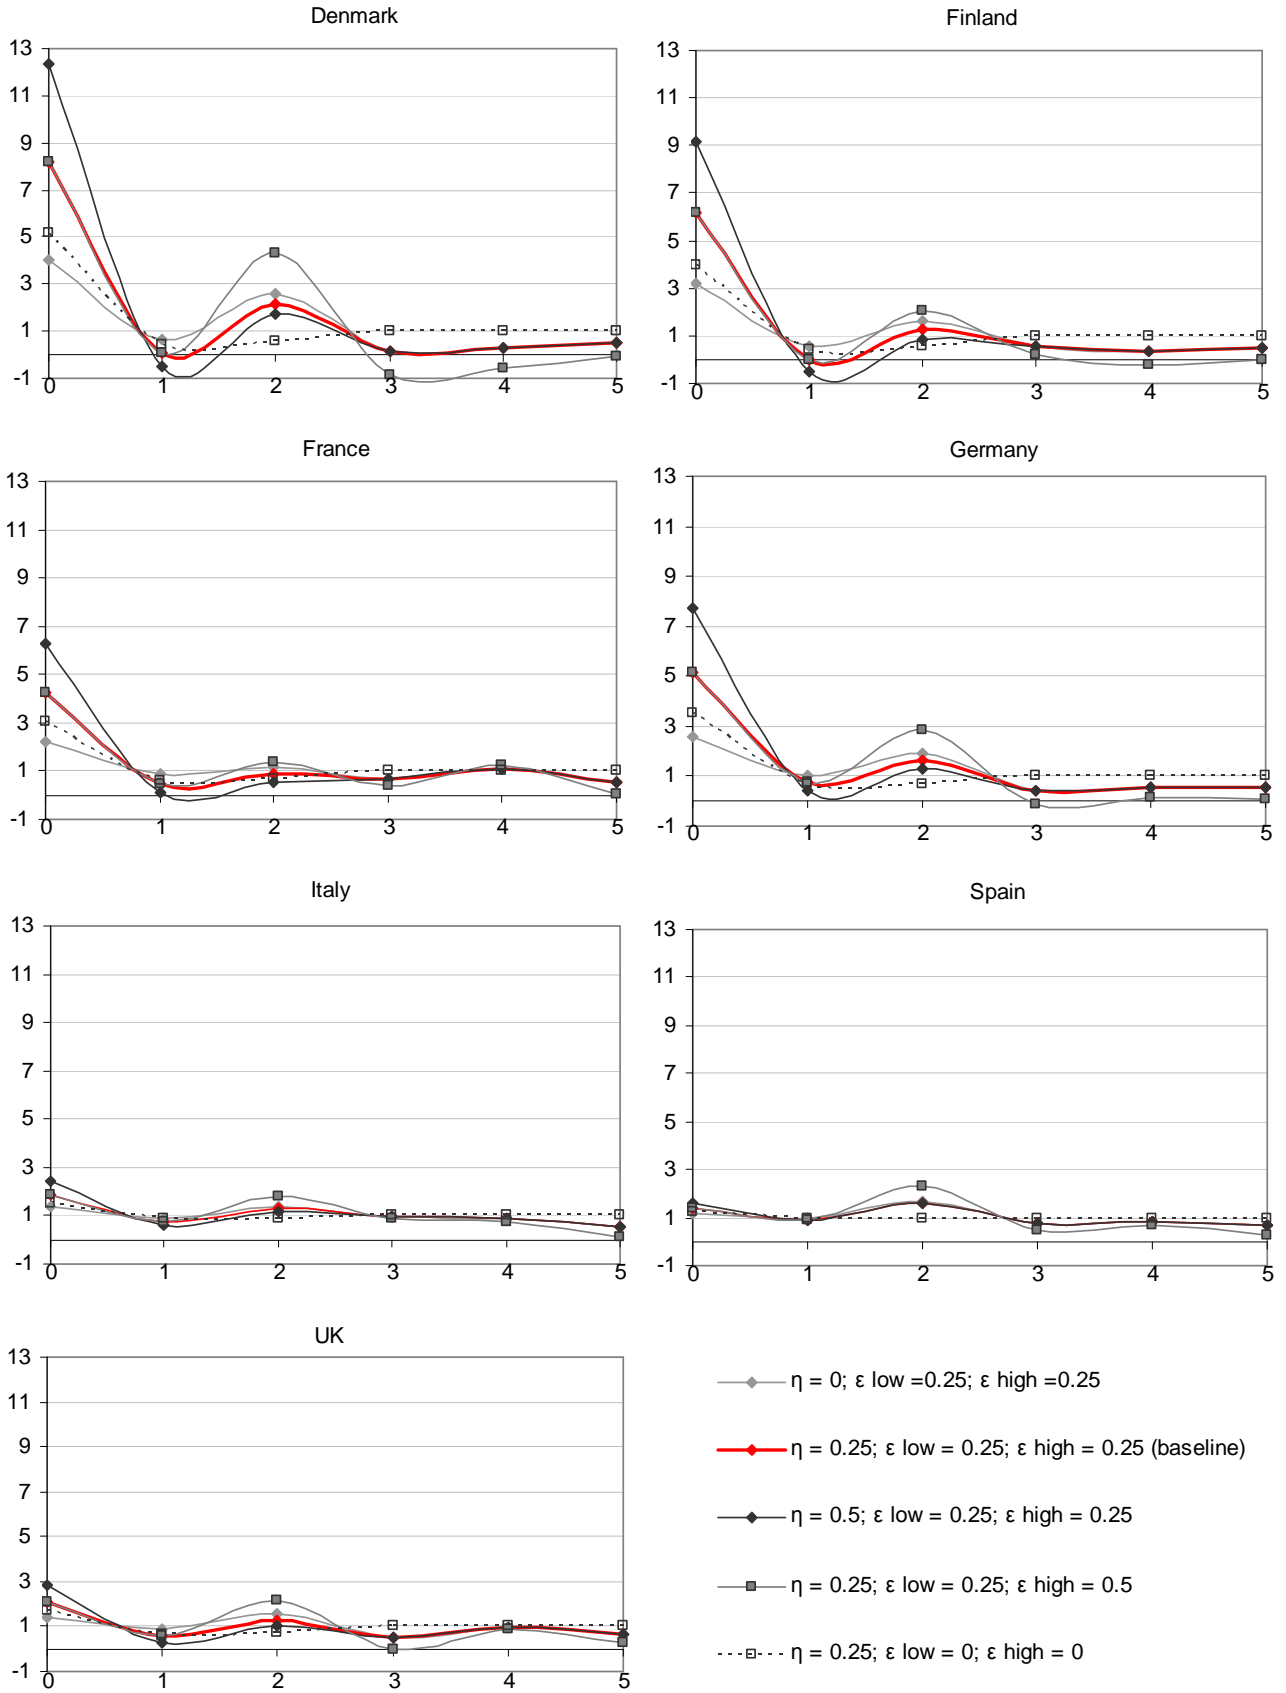 Denmark
13
11
9
7
5
3
1
-1
0 1 2 3 4 5
Finland
13
11
9
7
5
3
1
-1
0 1 2 3 4 5
France
13
11
9
7
5
3
1
-1
0 1 2 3 4 5
Germany
13
11
9
7
5
3
1
-1
0 1 2 3 4 5
Italy
13
11
9
7
5
3
1
-1
0 1 2 3 4 5
Spain
13
11
9
7
5
3
1
-1
0 1 2 3 4 5
UK
13
11
9
7
5
3
1
-1
0 1 2 3 4 5
η = 0; ε low =0.25; ε high =0.25
η = 0.25; ε low = 0.25; ε high = 0.25 (baseline)
η = 0.5; ε low = 0.25; ε high = 0.25
η = 0.25; ε low = 0.25; ε high = 0.5
η = 0.25; ε low = 0; ε high = 0